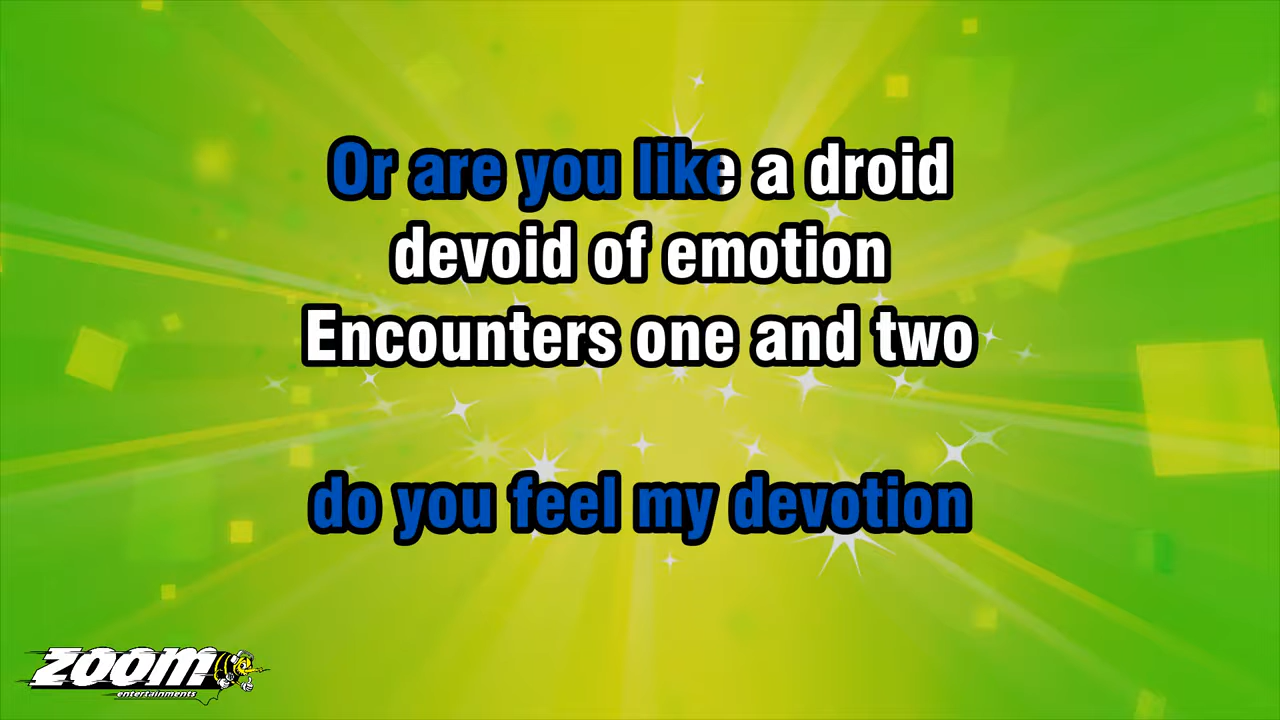 Or are you like a droid
devoid of emotion
Encounters one and two
do you feel my devotion
zoom
entertainments